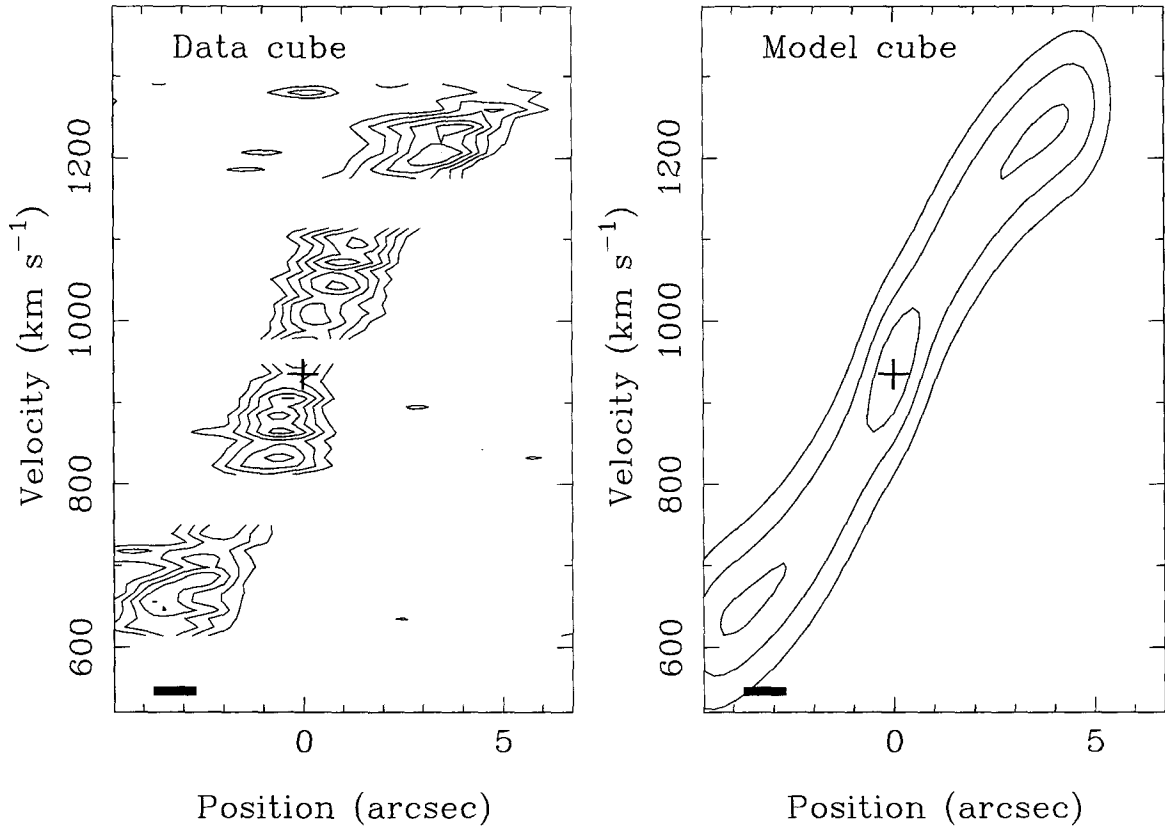 Data cube
Velocity (km s⁻¹)
1200
1000
800
600
0
5
Position (arcsec)
Model cube
Velocity (km s⁻¹)
1200
1000
800
600
0
5
Position (arcsec)